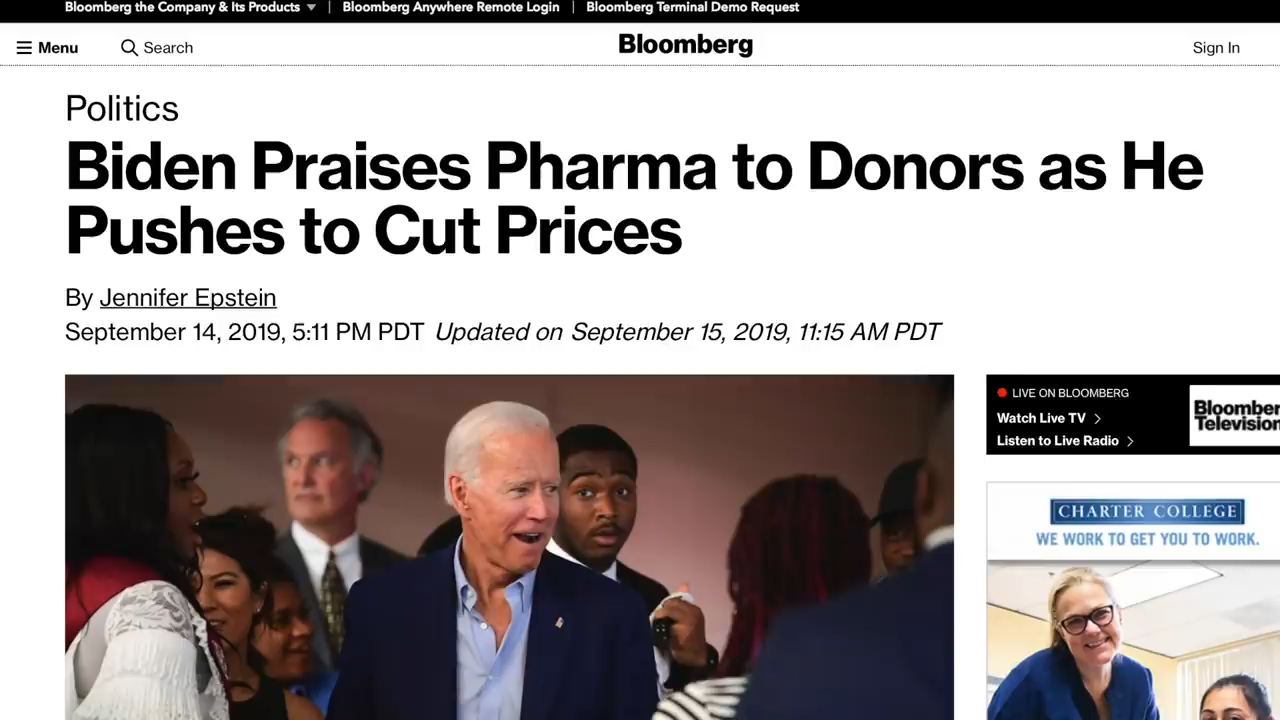 Bloomberg the Company & Its Products
Bloomberg Anywhere Remote Login
Bloomberg Terminal Demo Request
Menu
Search
Bloomberg
Sign In
Politics
Biden Praises Pharma to Donors as He
Pushes to Cut Prices
By Jennifer Epstein
September 14, 2019, 5:11 PM PDT Updated on September 15, 2019, 11:15 AM PDT
LIVE ON BLOOMBERG
Watch Live TV
Listen to Live Radio
Bloomber
Television
CHARTER COLLEGE
WE WORK TO GET YOU TO WORK.